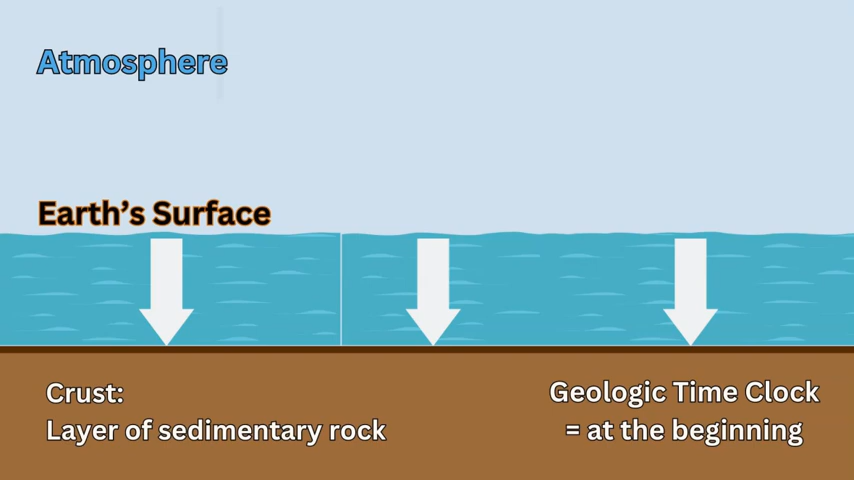 Atmosphere
Earth’s Surface
Crust:
Layer of sedimentary rock
Geologic Time Clock
= at the beginning